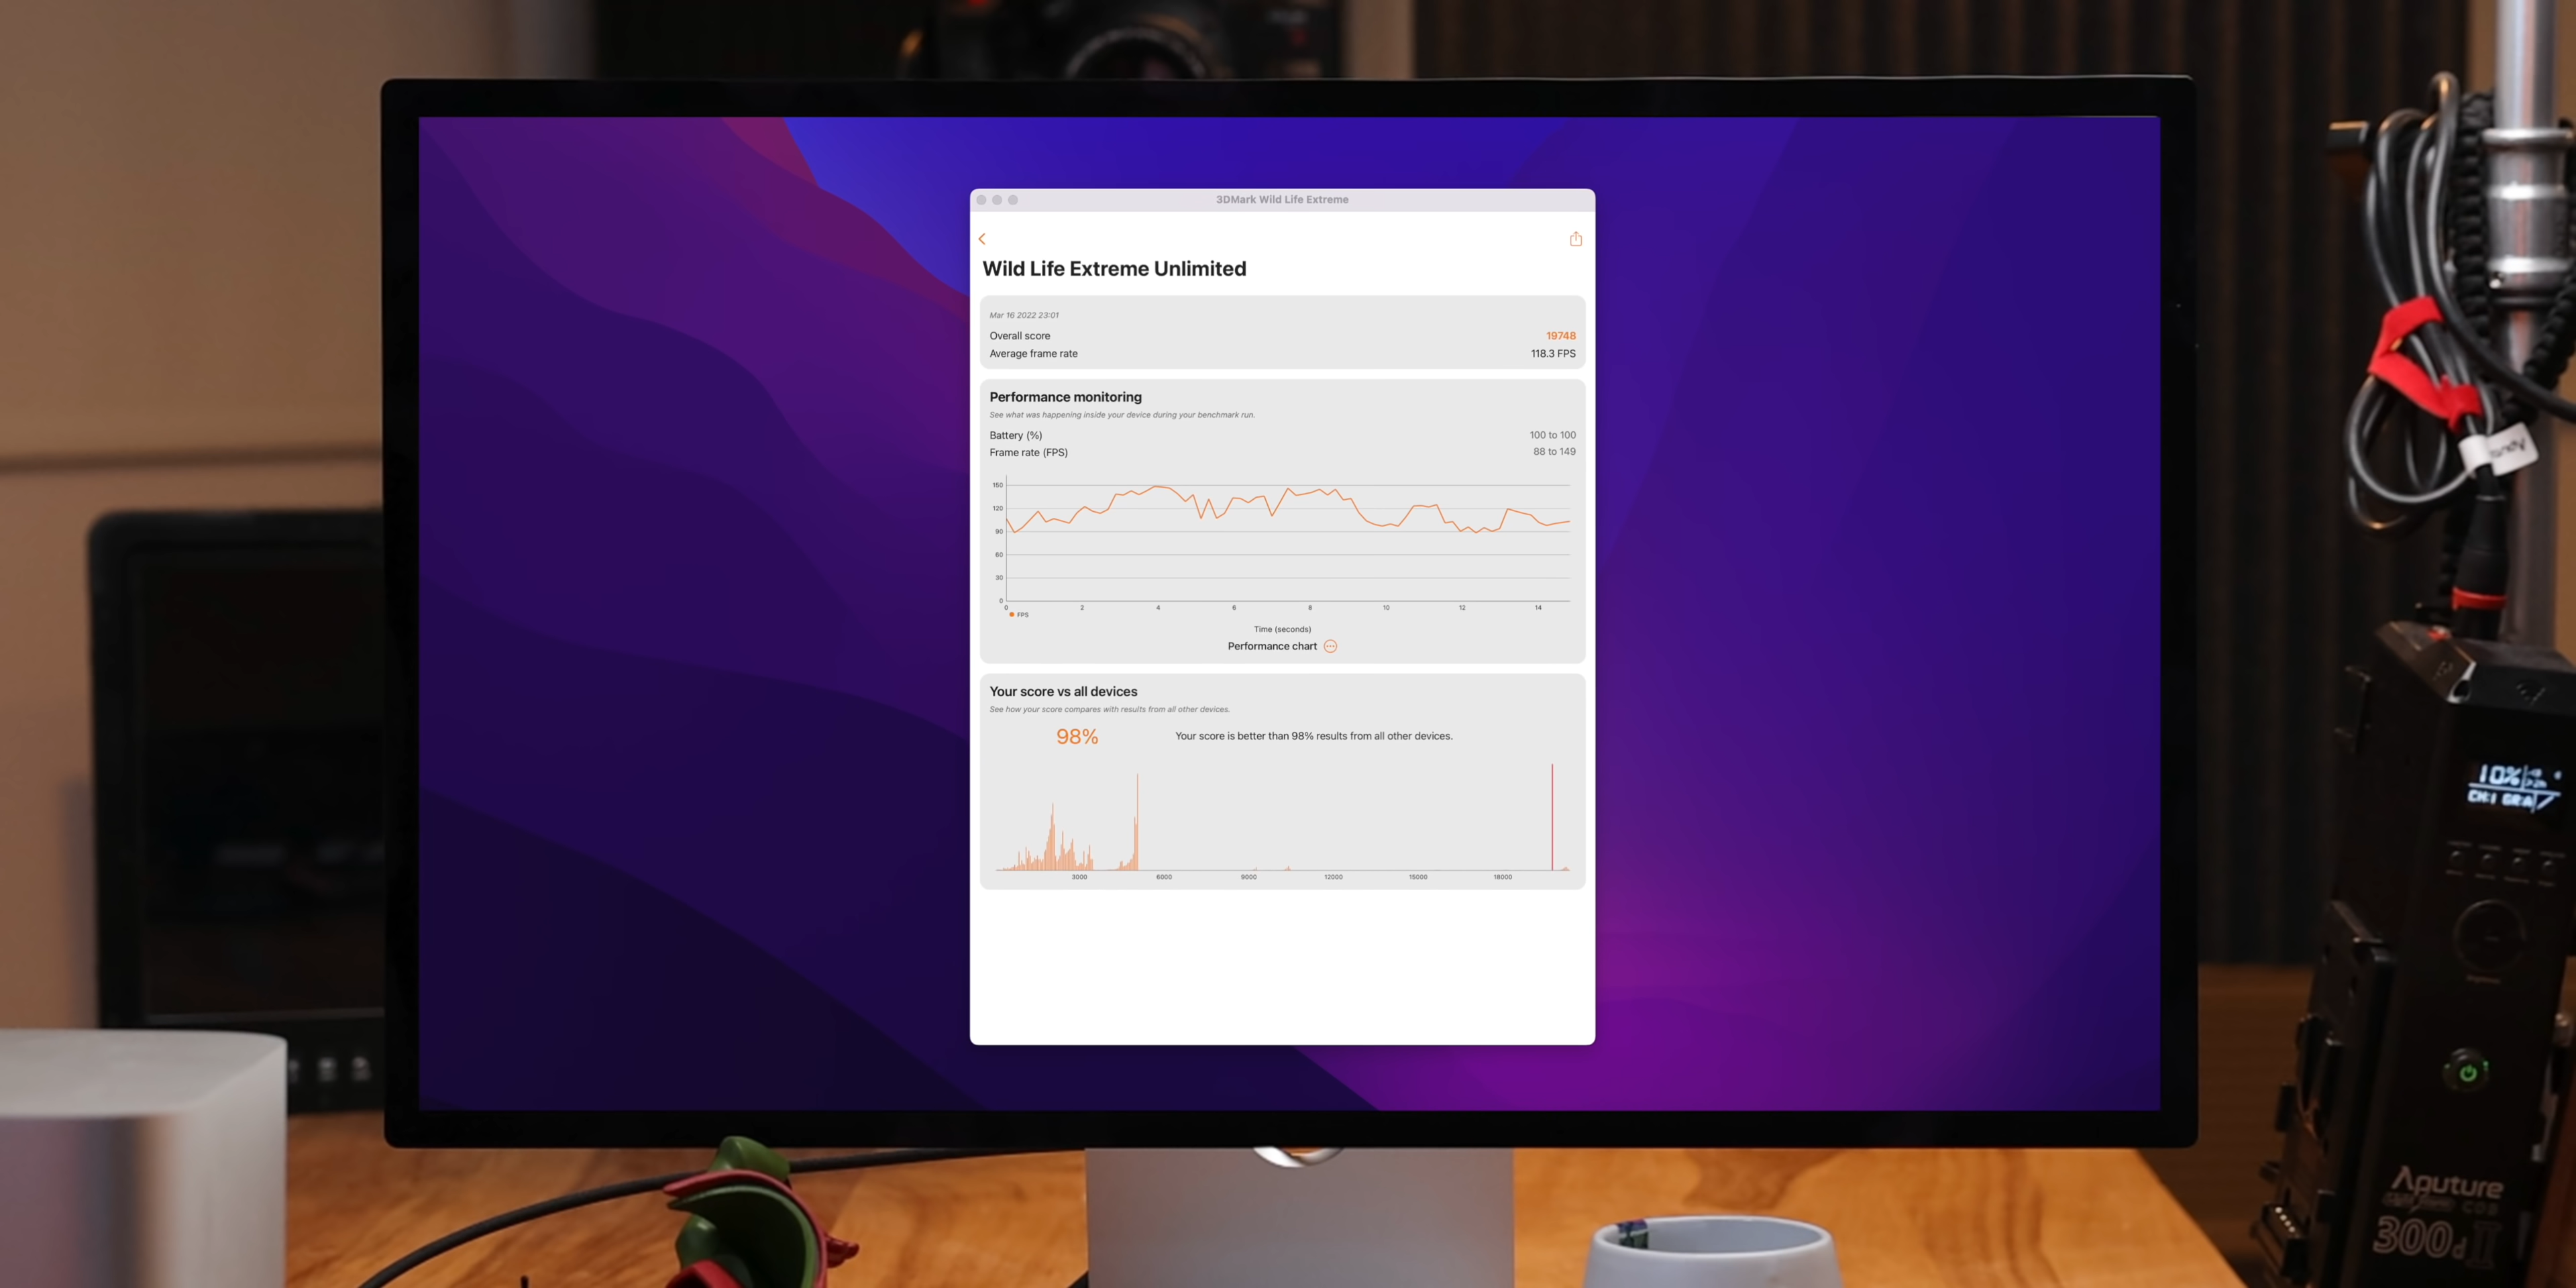 3DMark Wild Life Extreme
Wild Life Extreme Unlimited
Mar 16 2022 23:01
Overall score 19748
Average frame rate 118.3 FPS
Performance monitoring
See what was happening inside your device during your benchmark run.
Battery (%) 100 to 100
Frame rate (FPS) 88 to 149
150
120
90
60
30
0
0 2 4 6 8 10 12 14
FPS
Time (seconds)
Performance chart
Your score vs all devices
See how your score compares with results from all other devices.
98% Your score is better than 98% results from all other devices.
3000 6000 9000 12000 15000 18000
10%
CH:1
Aputure
300d II